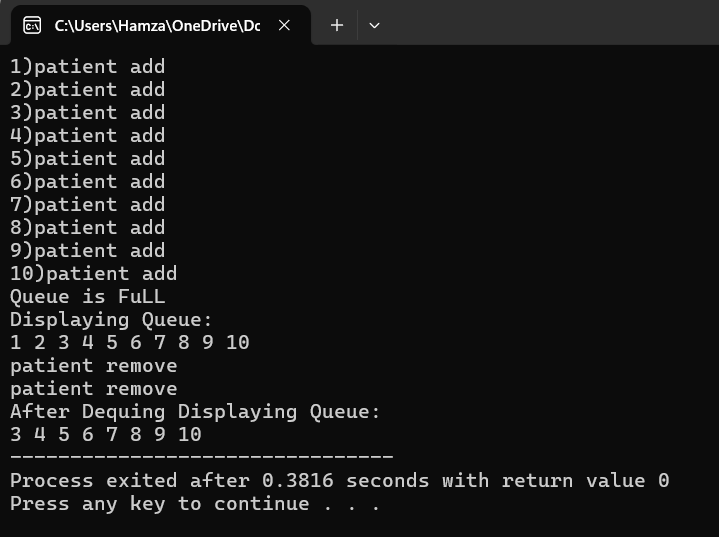 C:\Users\Hamza\OneDrive\Dc
1)patient add
2)patient add
3)patient add
4)patient add
5)patient add
6)patient add
7)patient add
8)patient add
9)patient add
10)patient add
Queue is FuLL
Displaying Queue:
1 2 3 4 5 6 7 8 9 10
patient remove
patient remove
After Dequing Displaying Queue:
3 4 5 6 7 8 9 10
--------------------------------
Process exited after 0.3816 seconds with return value 0
Press any key to continue . . .